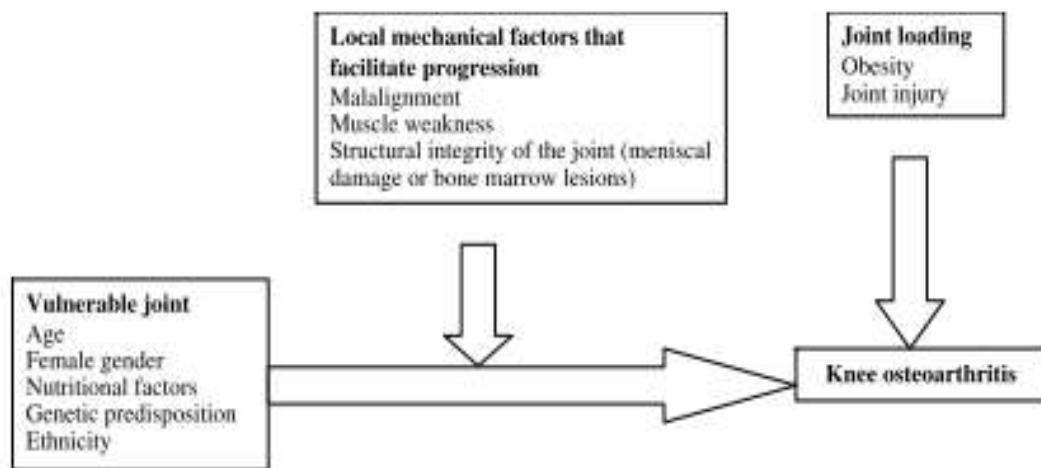 Local mechanical factors that
facilitate progression
Malalignment
Muscle weakness
Structural integrity of the joint (meniscal
damage or bone marrow lesions)
Joint loading
Obesity
Joint injury
Vulnerable joint
Age
Female gender
Nutritional factors
Genetic predisposition
Ethnicity
Knee osteoarthritis